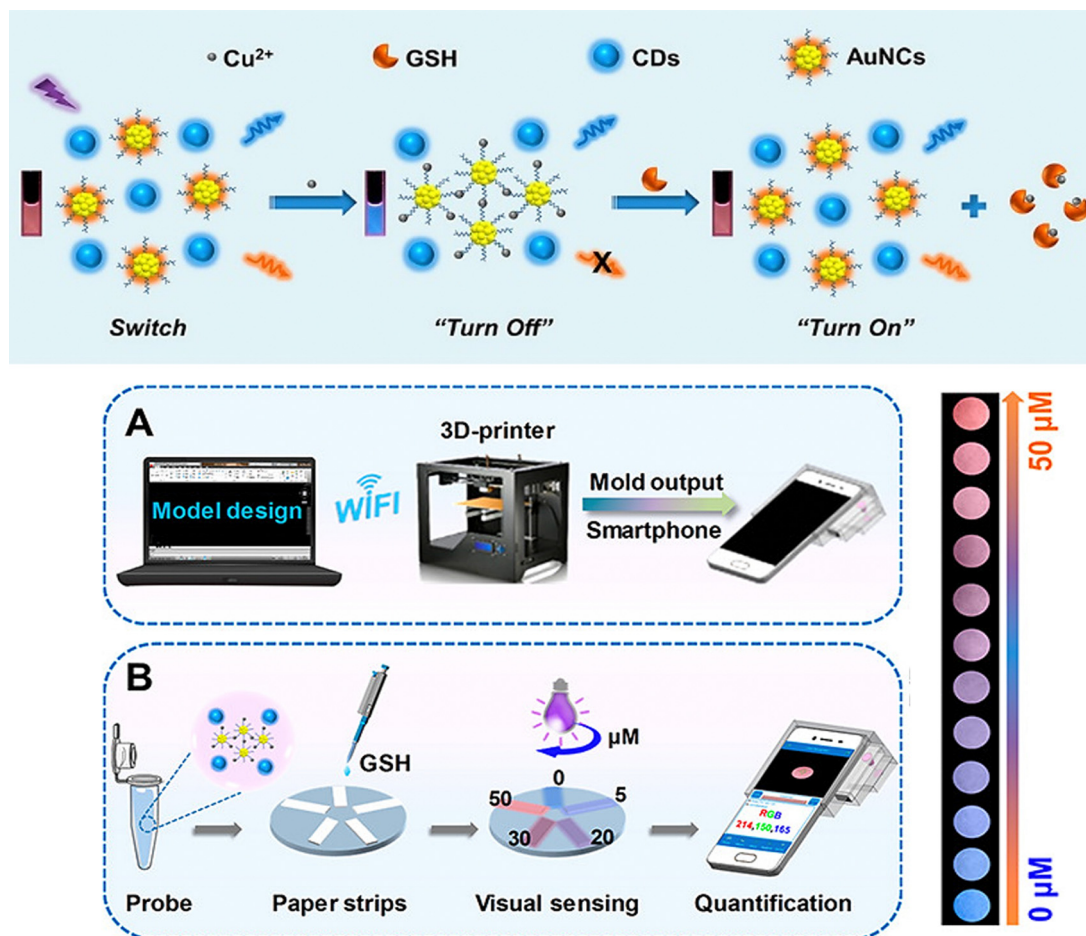 Cu²⁺
GSH
CDs
AuNCs
X
Switch
“Turn Off”
“Turn On”
A
Model design
WIFI
3D-printer
Mold output
Smartphone
50 μM
0 μM
B
GSH
μM
0
5
20
30
50
RGB
214,150,165
Probe
Paper strips
Visual sensing
Quantification